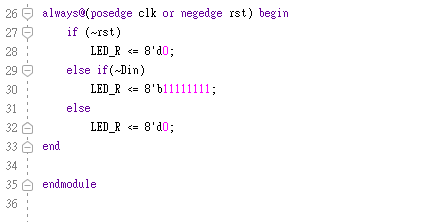 26 always@(posedge clk or negedge rst) begin
27 if (~rst)
28 LED_R <= 8'd0;
29 else if(~Din)
30 LED_R <= 8'b11111111;
31 else
32 LED_R <= 8'd0;
33 end
34
35 endmodule
36